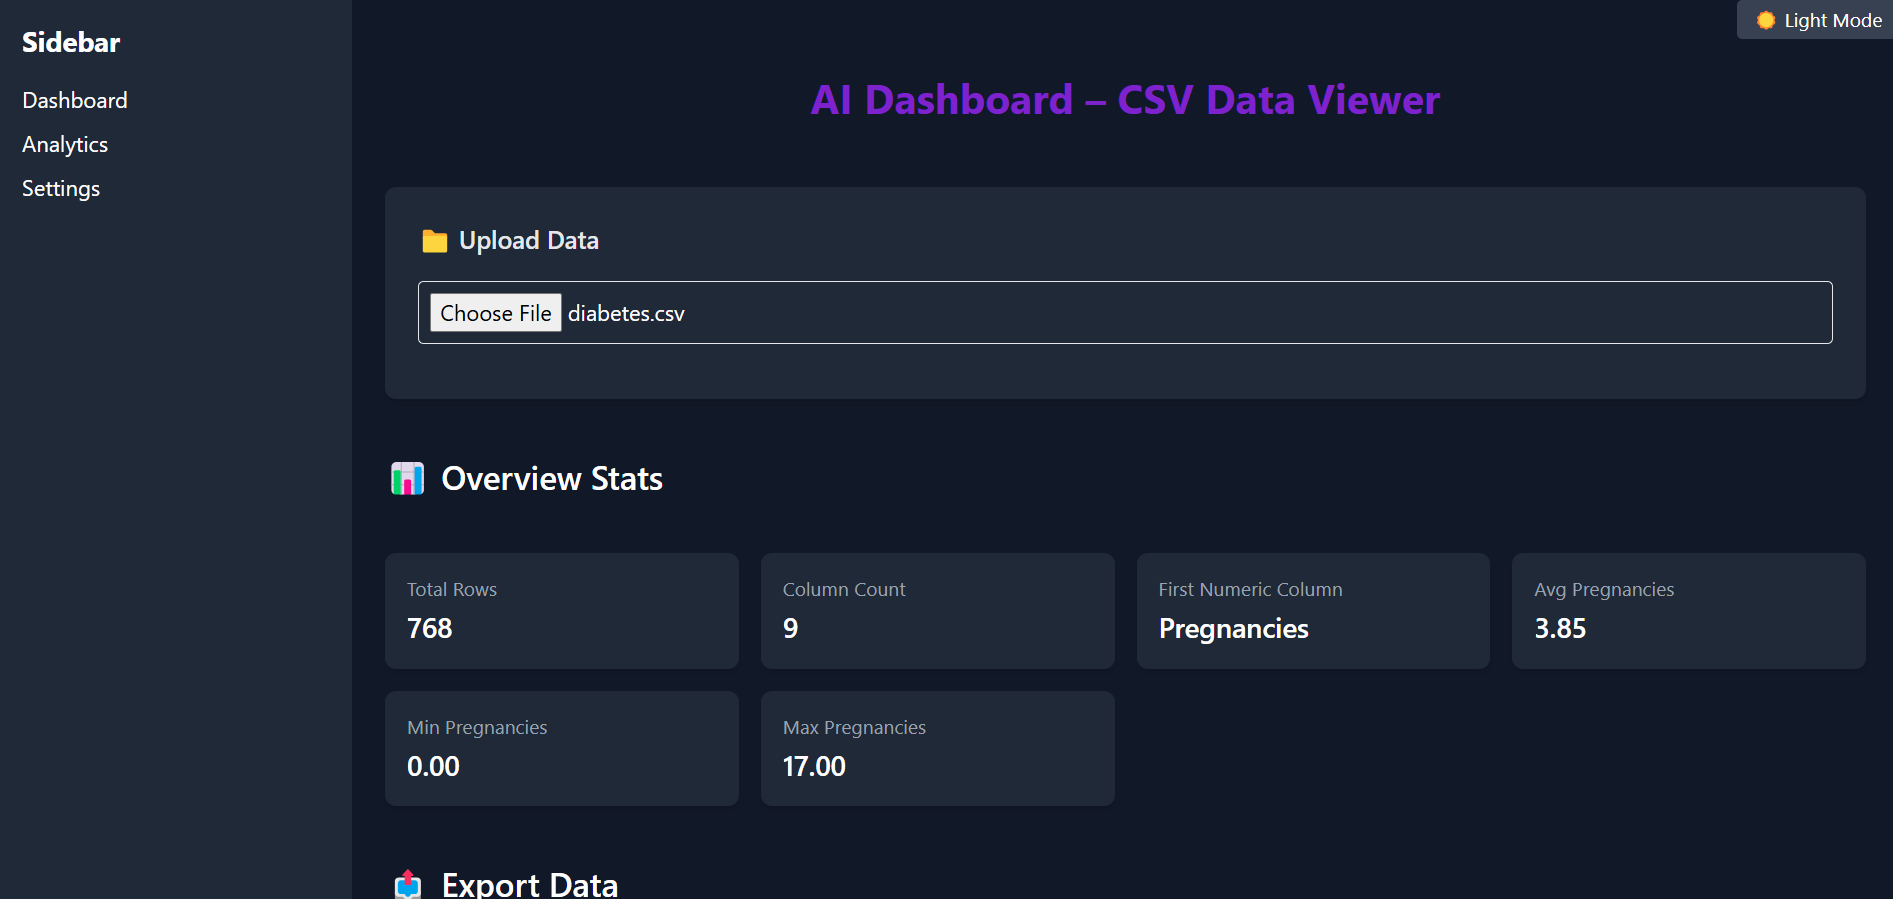 Sidebar
Dashboard
Analytics
Settings
Light Mode
AI Dashboard – CSV Data Viewer
Upload Data
Choose File diabetes.csv
Overview Stats
Total Rows
768
Column Count
9
First Numeric Column
Pregnancies
Avg Pregnancies
3.85
Min Pregnancies
0.00
Max Pregnancies
17.00
Export Data